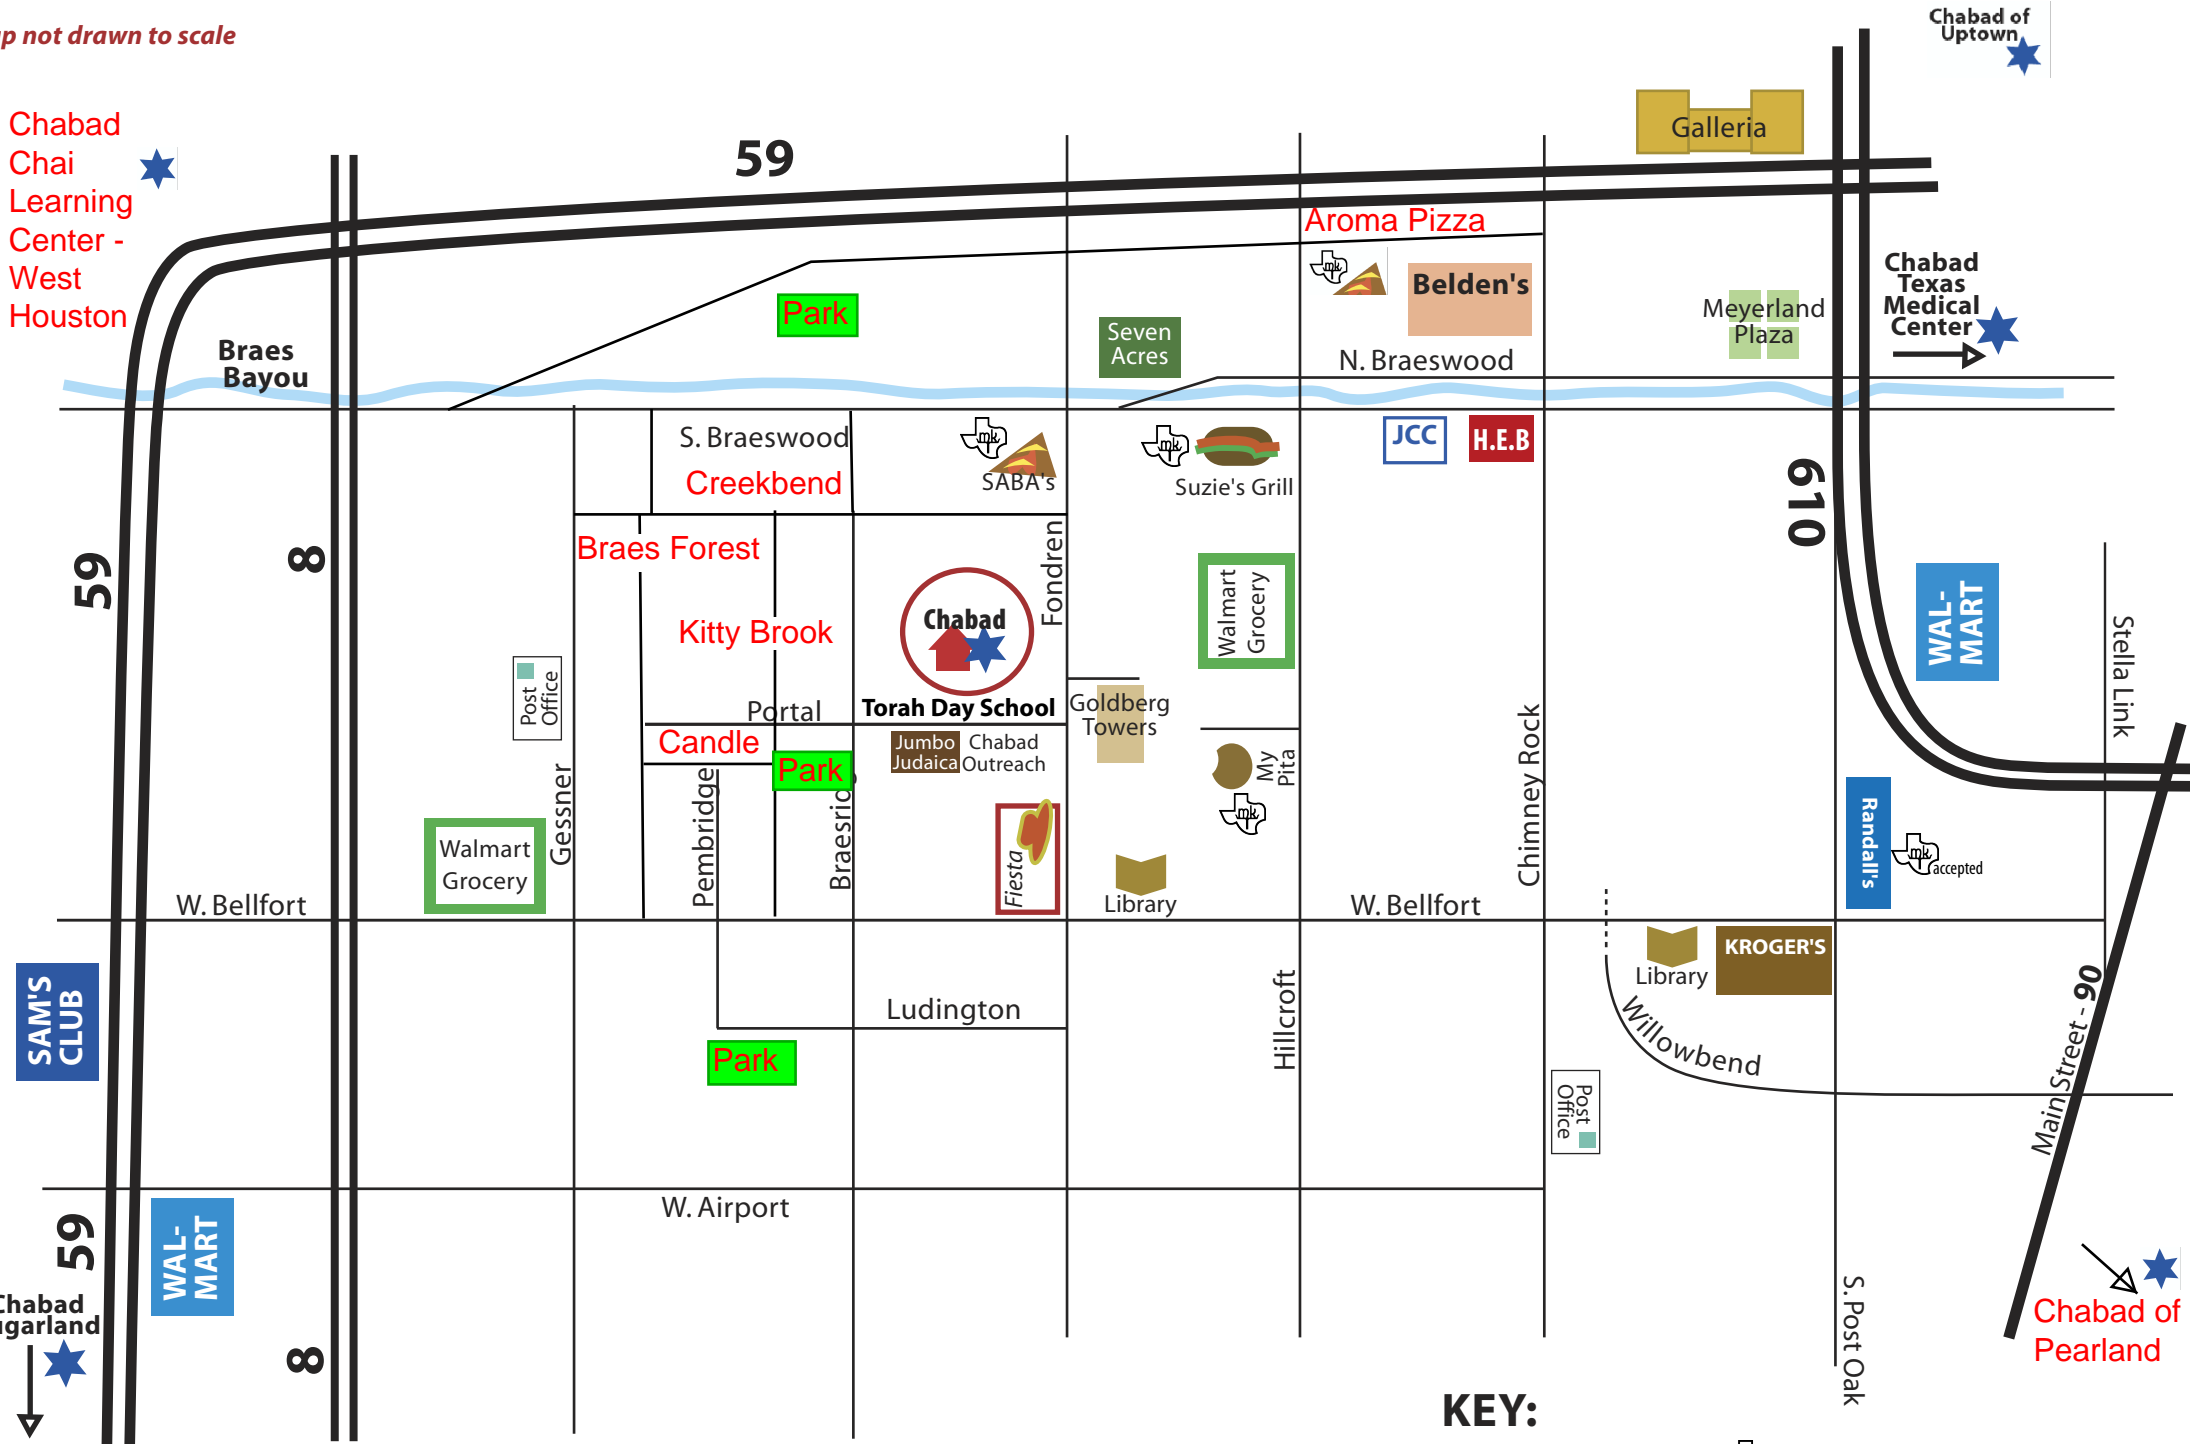 p not drawn to scale
Chabad of
Uptown
Chabad
Chai
Learning
Center -
West
Houston
59
Galleria
Aroma Pizza
mk
Belden's
Park
Seven
Acres
Meyerland
Plaza
Chabad
Texas
Medical
Center
Braes
Bayou
N. Braeswood
S. Braeswood
Creekbend
mk
SABA's
mk
Suzie's Grill
JCC
H.E.B
610
59
8
Braes Forest
Kitty Brook
Fondren
Chabad
Torah Day School
Walmart
Grocery
WAL-
MART
Stella Link
Post
Office
Portal
Candle
Park
Jumbo
Judaica
Chabad
Outreach
Goldberg
Towers
My
Pita
mk
Chimney Rock
Gessner
Pembridge
Braesrid
Walmart
Grocery
Fiesta
Library
Randall's
mk
accepted
W. Bellfort
W. Bellfort
SAM'S
CLUB
Library
KROGER'S
Ludington
Hillcroft
Willowbend
Main Street - 90
Park
Post
Office
W. Airport
59
WAL-
MART
8
Chabad
garland
S. Post Oak
Chabad of
Pearland
KEY: